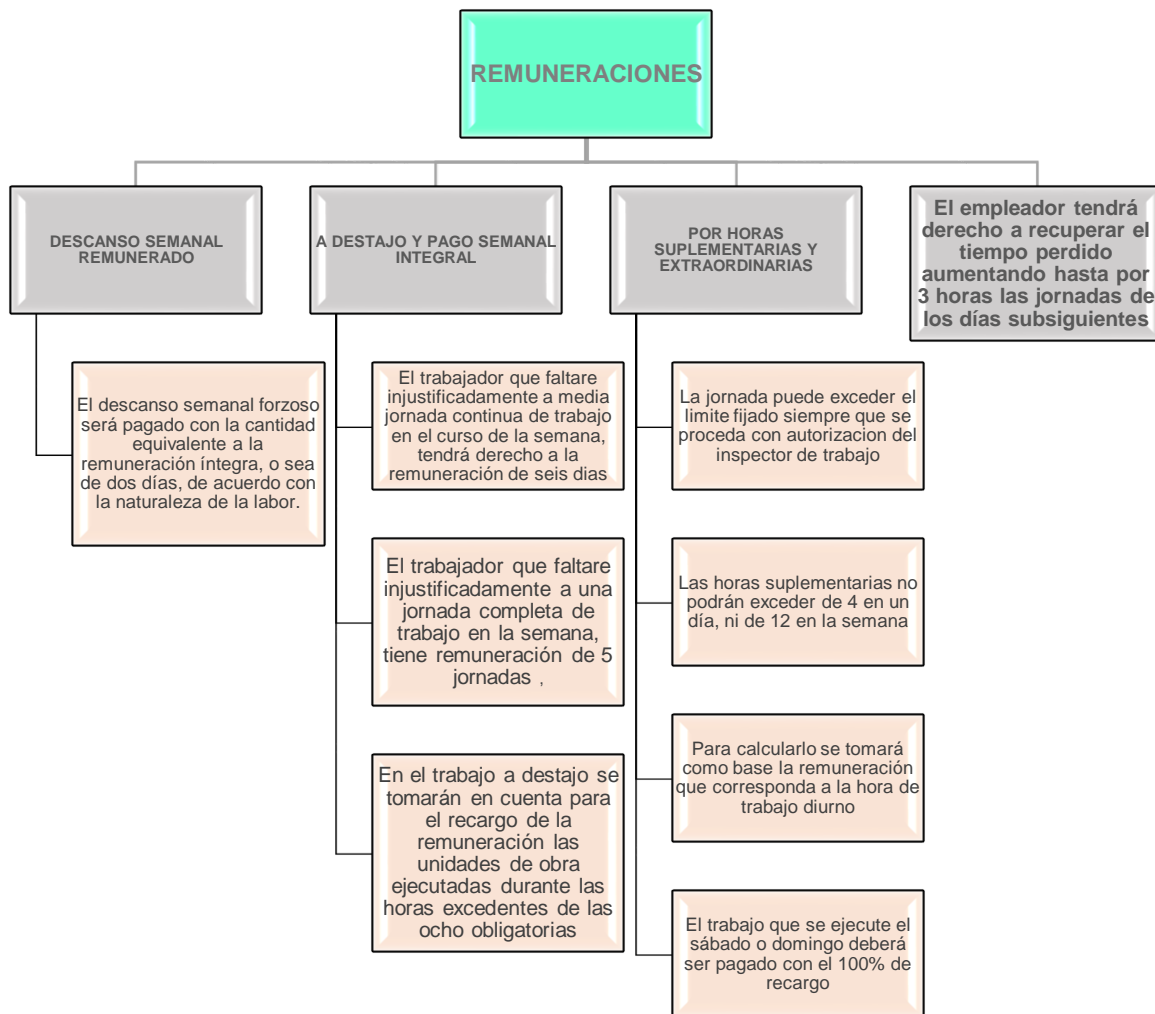 REMUNERACIONES
DESCANSO SEMANAL
REMUNERADO
El descanso semanal forzoso
será pagado con la cantidad
equivalente a la
remuneración íntegra, o sea
de dos días, de acuerdo con
la naturaleza de la labor.
A DESTAJO Y PAGO SEMANAL
INTEGRAL
El trabajador que faltare
injustificadamente a media
jornada continua de trabajo
en el curso de la semana,
tendrá derecho a la
remuneración de seis dias
El trabajador que faltare
injustificadamente a una
jornada completa de
trabajo en la semana,
tiene remuneración de 5
jornadas ,
En el trabajo a destajo se
tomarán en cuenta para
el recargo de la
remuneración las
unidades de obra
ejecutadas durante las
horas excedentes de las
ocho obligatorias
POR HORAS
SUPLEMENTARIAS Y
EXTRAORDINARIAS
La jornada puede exceder el
limite fijado siempre que se
proceda con autorizacion del
inspector de trabajo
Las horas suplementarias no
podrán exceder de 4 en un
día, ni de 12 en la semana
Para calcularlo se tomará
como base la remuneración
que corresponda a la hora de
trabajo diurno
El trabajo que se ejecute el
sábado o domingo deberá
ser pagado con el 100% de
recargo
El empleador tendrá
derecho a recuperar el
tiempo perdido
aumentando hasta por
3 horas las jornadas de
los días subsiguientes